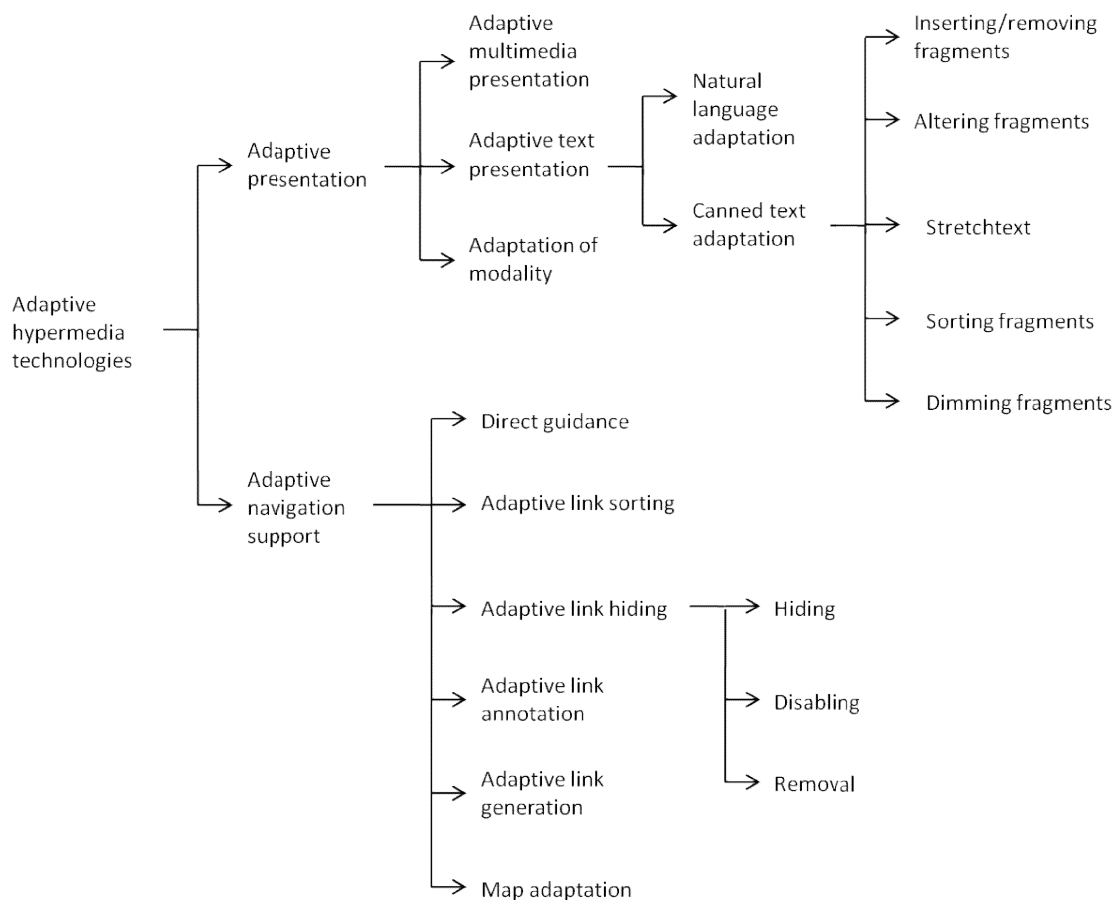 Adaptive
hypermedia
technologies
Adaptive
presentation
Adaptive
multimedia
presentation
Adaptive text
presentation
Adaptation of
modality
Natural
language
adaptation
Canned text
adaptation
Inserting/removing
fragments
Altering fragments
Stretchtext
Sorting fragments
Dimming fragments
Adaptive
navigation
support
Direct guidance
Adaptive link sorting
Adaptive link hiding
Hiding
Disabling
Removal
Adaptive link
annotation
Adaptive link
generation
Map adaptation